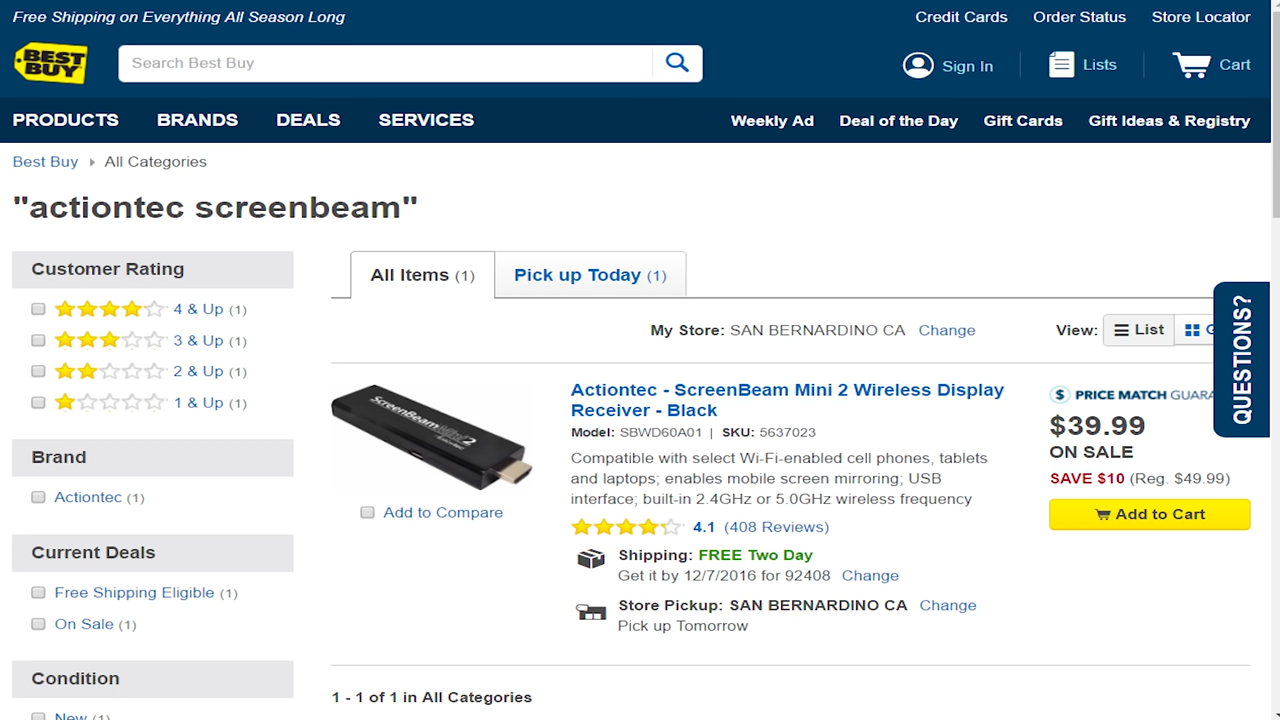 Free Shipping on Everything All Season Long
Credit Cards Order Status Store Locator
BEST BUY
Search Best Buy
Sign In Lists Cart
PRODUCTS BRANDS DEALS SERVICES
Weekly Ad Deal of the Day Gift Cards Gift Ideas & Registry
Best Buy All Categories
"actiontec screenbeam"
Customer Rating
4 & Up (1)
3 & Up (1)
2 & Up (1)
1 & Up (1)
Brand
Actiontec (1)
Current Deals
Free Shipping Eligible (1)
On Sale (1)
Condition
New (1)
All Items (1) Pick up Today (1)
My Store: SAN BERNARDINO CA Change
View: List
QUESTIONS?
ScreenBeam Mini2
Add to Compare
Actiontec - ScreenBeam Mini 2 Wireless Display
Receiver - Black
Model: SBWD60A01 | SKU: 5637023
Compatible with select Wi-Fi-enabled cell phones, tablets
and laptops; enables mobile screen mirroring; USB
interface; built-in 2.4GHz or 5.0GHz wireless frequency
4.1 (408 Reviews)
Shipping: FREE Two Day
Get it by 12/7/2016 for 92408 Change
Store Pickup: SAN BERNARDINO CA Change
Pick up Tomorrow
$ PRICE MATCH GUARA
$39.99
ON SALE
SAVE $10 (Reg. $49.99)
Add to Cart
1 - 1 of 1 in All Categories